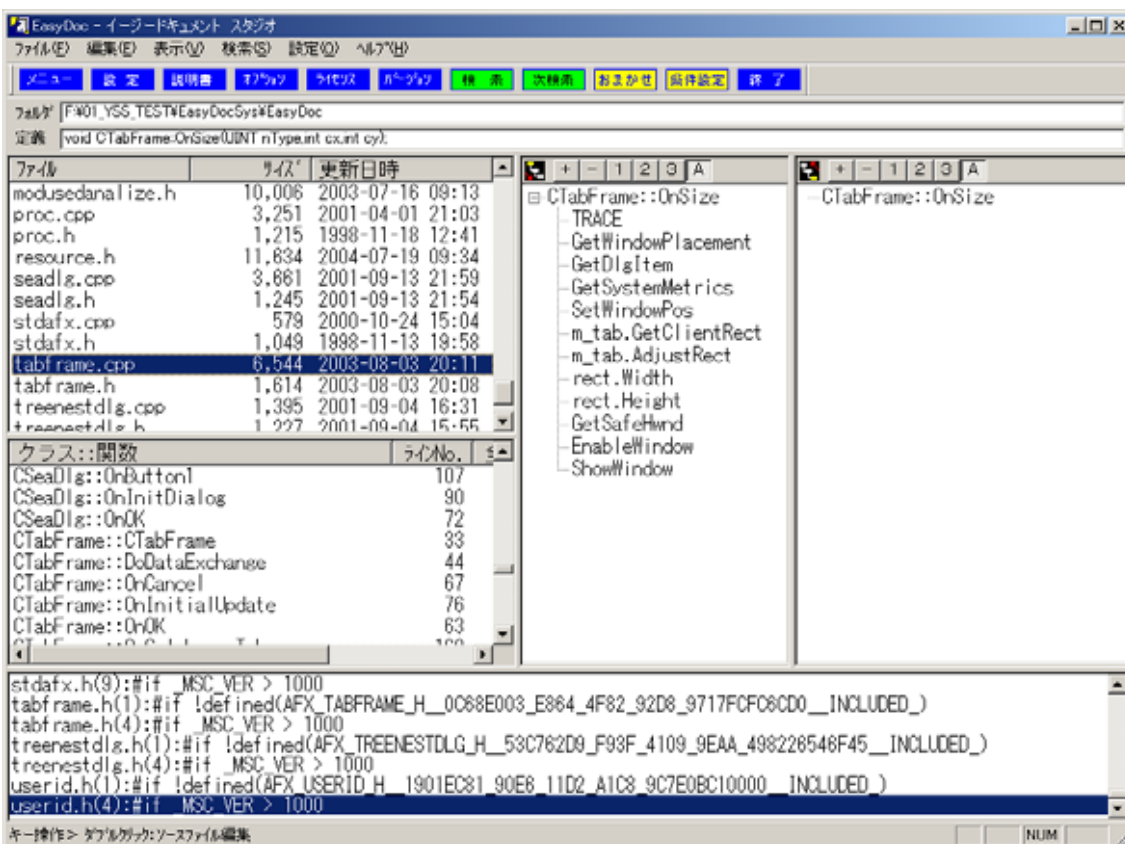 EasyDoc - イージードキュメント スタジオ
ファイル(F) 編集(E) 表示(V) 検索(S) 設定(O) ヘルプ(H)
メニュー 設 定 説明書 オプション ライセンス バージョン 検 索 次検索 おまかせ 条件設定 終 了
フォルダ F:¥01_YSS_TEST¥EasyDocSys¥EasyDoc
定義 void CTabFrame::OnSize(UINT nType,int cx,int cy);
ファイル サイズ 更新日時
modusedanalize.h 10,006 2003-07-16 09:13
proc.cpp 3,251 2001-04-01 21:03
proc.h 1,215 1998-11-18 12:41
resource.h 11,634 2004-07-19 09:34
seadlg.cpp 3,661 2001-09-13 21:59
seadlg.h 1,245 2001-09-13 21:54
stdafx.cpp 579 2000-10-24 15:04
stdafx.h 1,049 1998-11-13 19:58
tabframe.cpp 6,544 2003-08-03 20:11
tabframe.h 1,614 2003-08-03 20:08
treenestdlg.cpp 1,395 2001-09-04 16:31
treenestdlg.h 1,227 2001-09-04 15:55
クラス::関数 ラインNo.
CSeaDlg::OnButton1 107
CSeaDlg::OnInitDialog 90
CSeaDlg::OnOK 72
CTabFrame::CTabFrame 33
CTabFrame::DoDataExchange 44
CTabFrame::OnCancel 67
CTabFrame::OnInitialUpdate 76
CTabFrame::OnOK 63
+ - 1 2 3 A
CTabFrame::OnSize
TRACE
GetWindowPlacement
GetDlgItem
GetSystemMetrics
SetWindowPos
m_tab.GetClientRect
m_tab.AdjustRect
rect.Width
rect.Height
GetSafeHwnd
EnableWindow
ShowWindow
+ - 1 2 3 A
CTabFrame::OnSize
stdafx.h(9):#if _MSC_VER > 1000
tabframe.h(1):#if !defined(AFX_TABFRAME_H__0C68E003_E864_4F82_92D8_9717FCFC6CD0__INCLUDED_)
tabframe.h(4):#if _MSC_VER > 1000
treenestdlg.h(1):#if !defined(AFX_TREENESTDLG_H__53C762D9_F93F_4109_9EAA_498226546F45__INCLUDED_)
treenestdlg.h(4):#if _MSC_VER > 1000
userid.h(1):#if !defined(AFX_USERID_H__1901EC81_90E6_11D2_A1C8_9C7E0BC10000__INCLUDED_)
userid.h(4):#if _MSC_VER > 1000
キー操作> ダブルクリック:ソースファイル編集 NUM